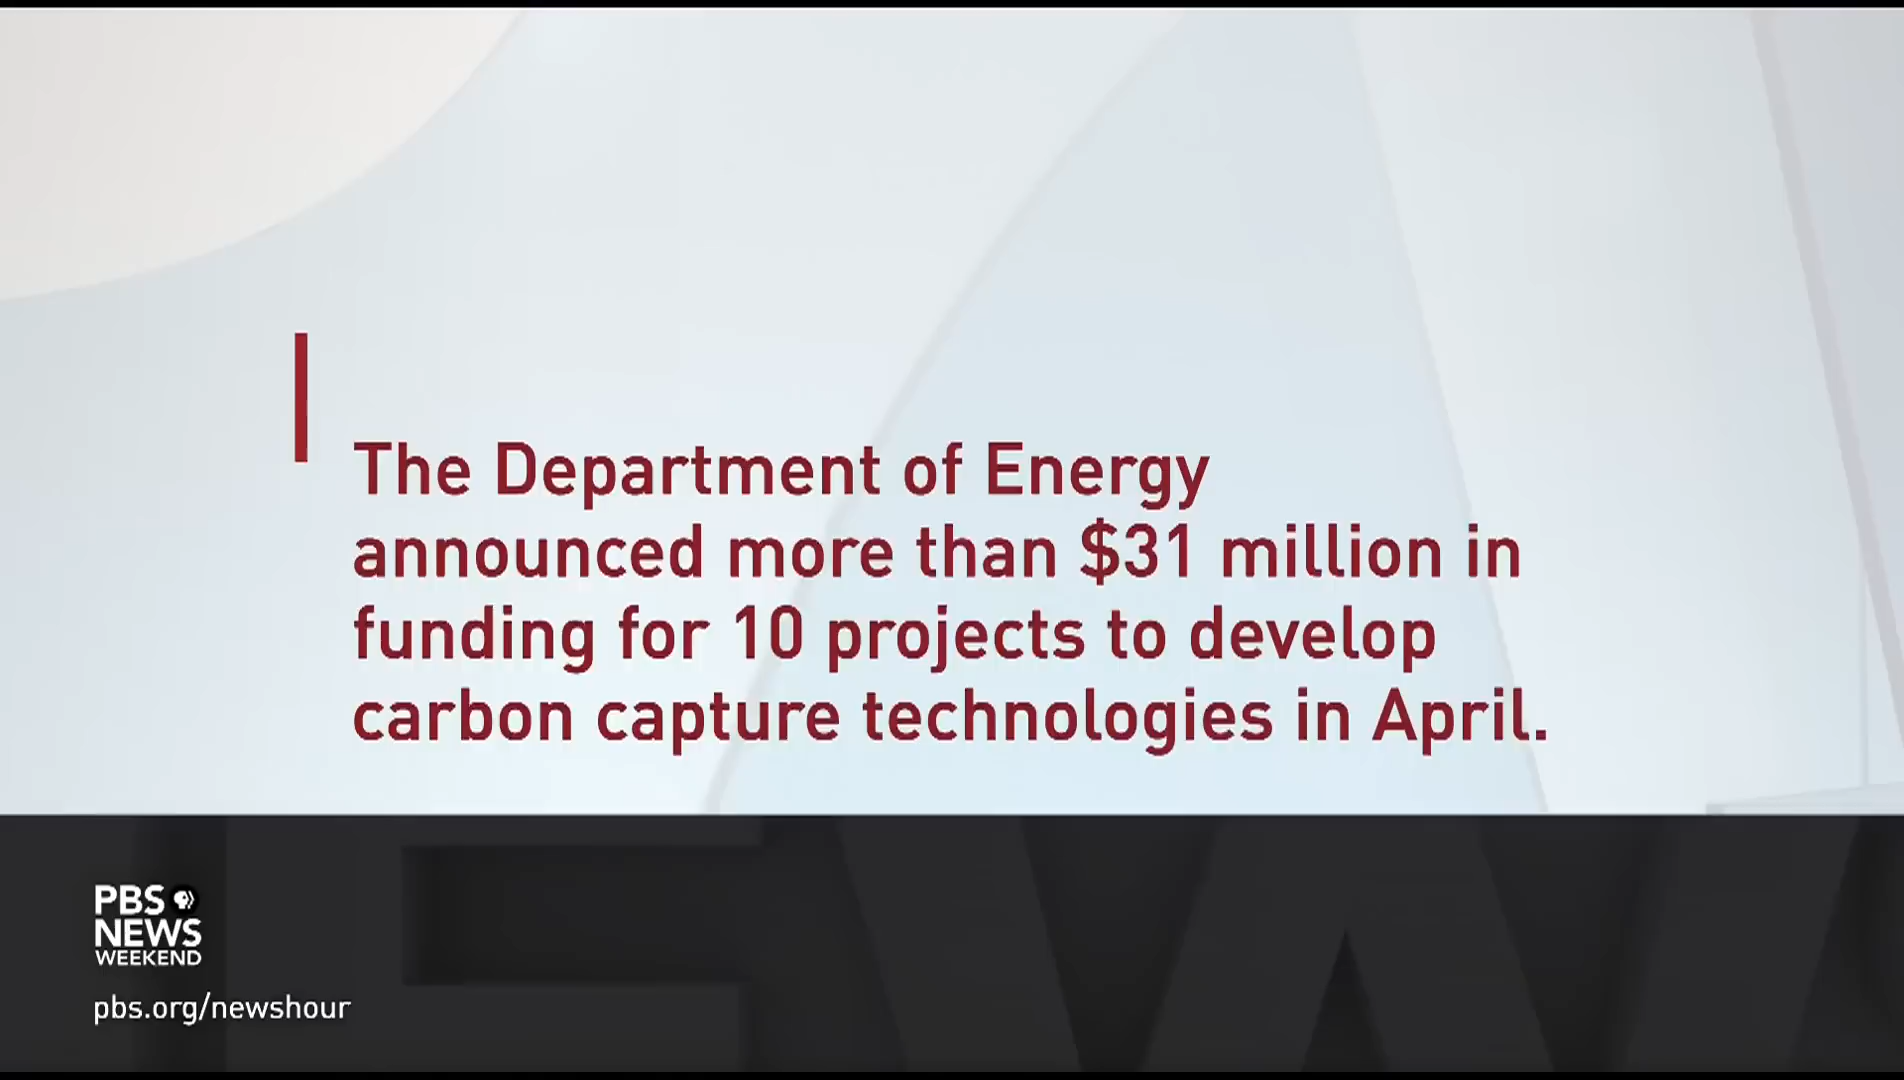 The Department of Energy
announced more than $31 million in
funding for 10 projects to develop
carbon capture technologies in April.
PBS
NEWS
WEEKEND
pbs.org/newshour